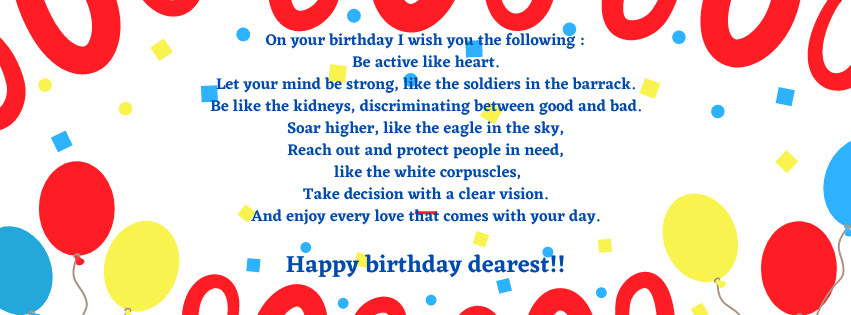 On your birthday I wish you the following :
Be active like heart.
Let your mind be strong, like the soldiers in the barrack.
Be like the kidneys, discriminating between good and bad.
Soar higher, like the eagle in the sky,
Reach out and protect people in need,
like the white corpuscles,
Take decision with a clear vision.
And enjoy every love that comes with your day.
Happy birthday dearest!!